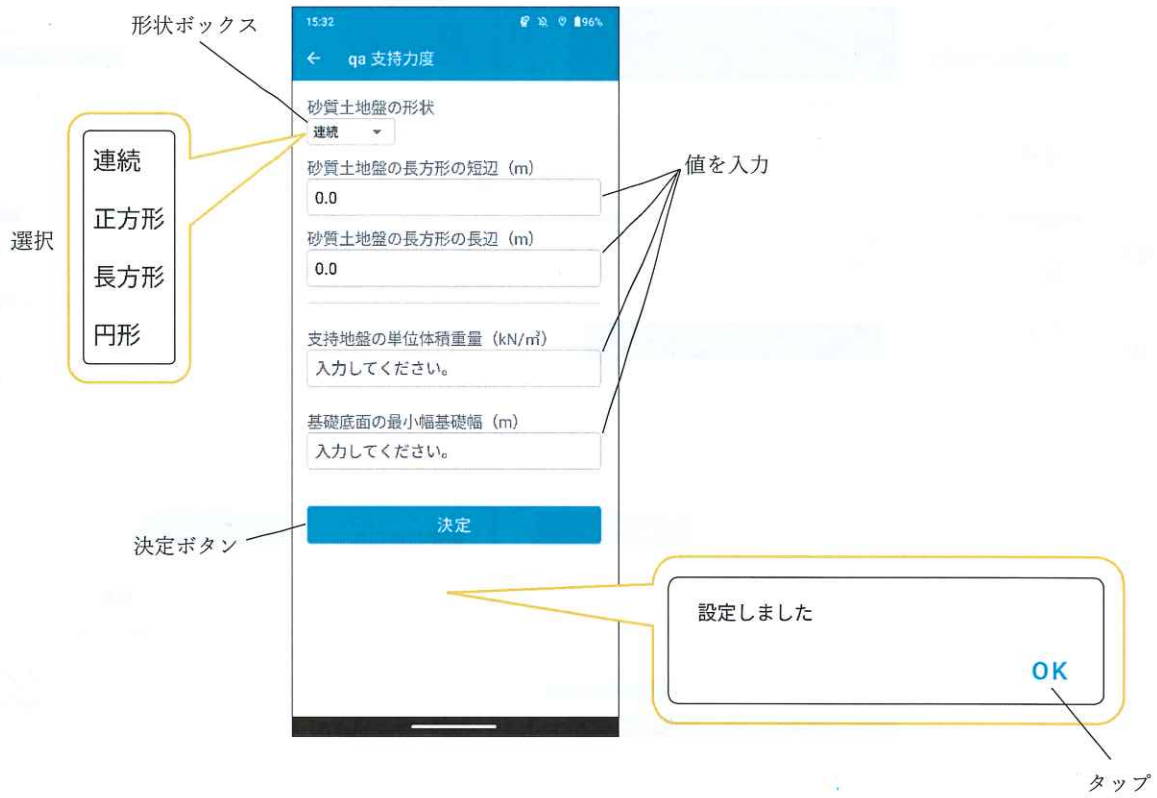 形状ボックス
15:32
96%
← qa 支持力度
砂質土地盤の形状
連続
砂質土地盤の長方形の短辺（m）
0.0
砂質土地盤の長方形の長辺（m）
0.0
支持地盤の単位体積重量（kN/㎥）
入力してください。
基礎底面の最小幅基礎幅（m）
入力してください。
決定
選択
連続
正方形
長方形
円形
値を入力
決定ボタン
設定しました
OK
タップ